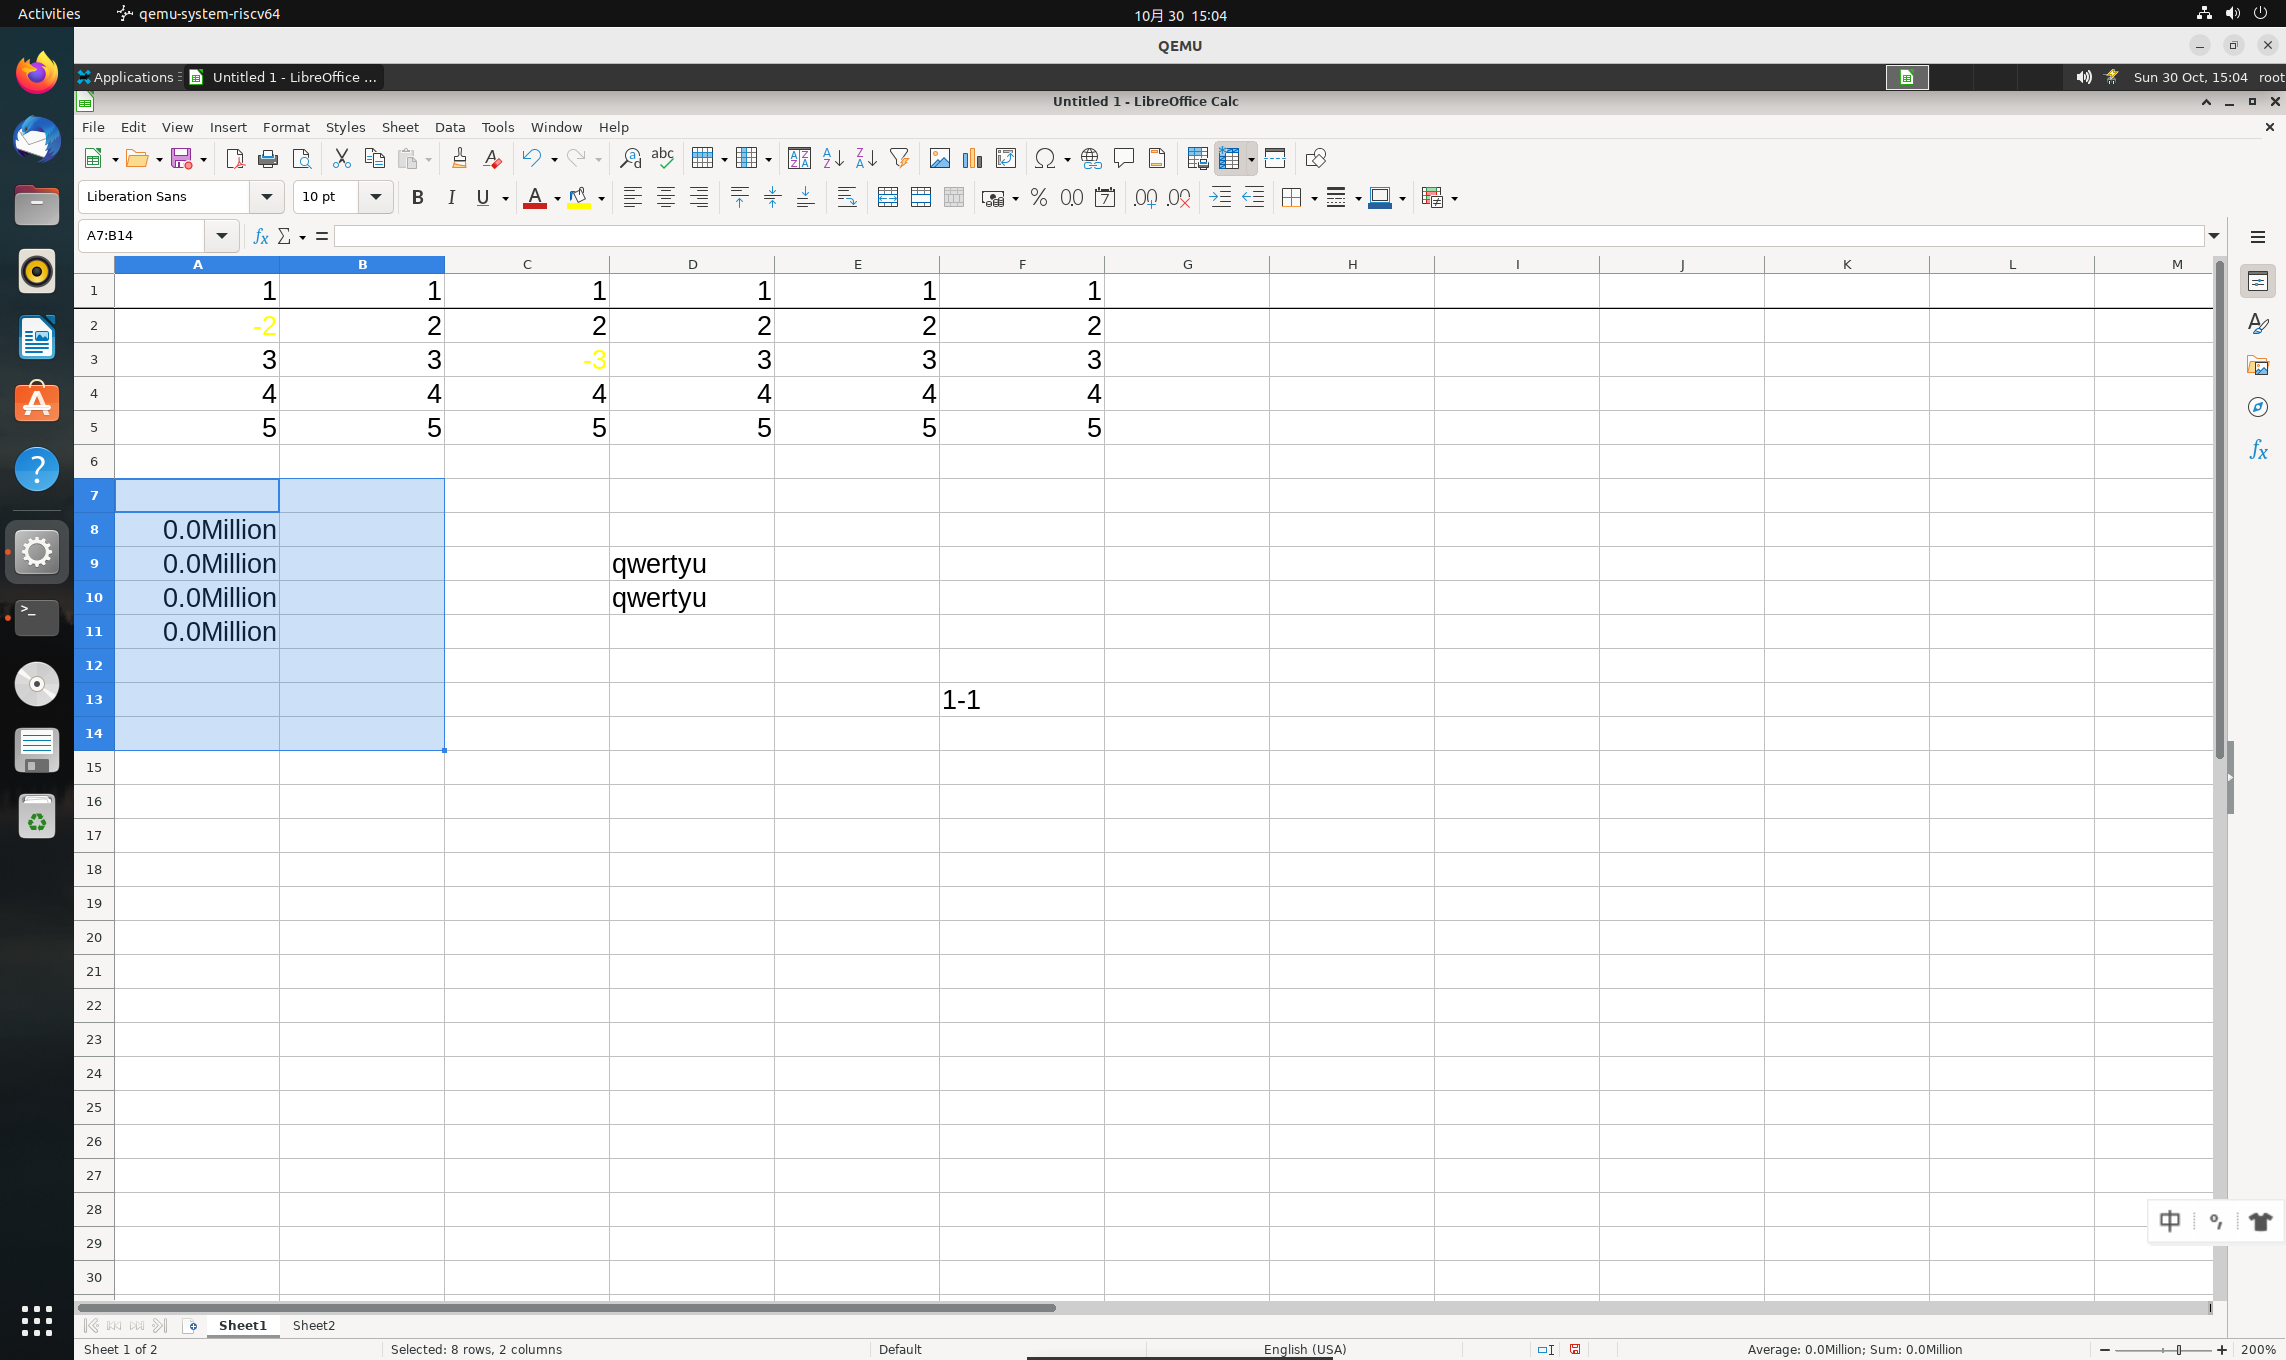 Activities qemu-system-riscv64 10月 30 15:04
QEMU
Applications Untitled 1 - LibreOffice ... Sun 30 Oct, 15:04 root
Untitled 1 - LibreOffice Calc
File Edit View Insert Format Styles Sheet Data Tools Window Help
Liberation Sans 10 pt
A7:B14
A B C D E F G H I J K L M
1 1 1 1 1 1 1
2 -2 2 2 2 2 2
3 3 3 -3 3 3 3
4 4 4 4 4 4 4
5 5 5 5 5 5 5
6
7
8 0.0Million
9 0.0Million qwertyu
10 0.0Million qwertyu
11 0.0Million
12
13 1-1
14
15
16
17
18
19
20
21
22
23
24
25
26
27
28
29
30
中
Sheet1 Sheet2
Sheet 1 of 2 Selected: 8 rows, 2 columns Default English (USA) Average: 0.0Million; Sum: 0.0Million 200%